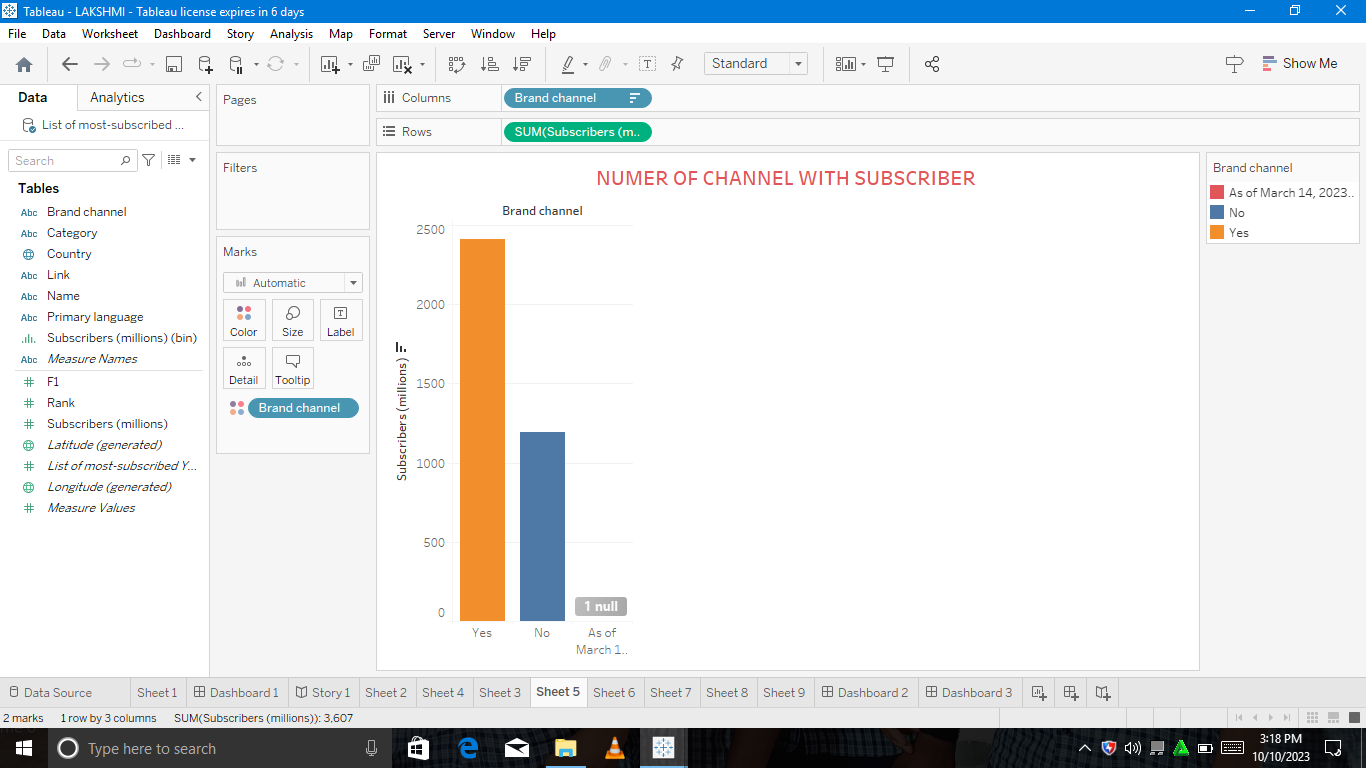 Tableau - LAKSHMI - Tableau license expires in 6 days
File Data Worksheet Dashboard Story Analysis Map Format Server Window Help
Standard
Show Me
Data Analytics
List of most-subscribed ...
Search
Tables
Abc Brand channel
Abc Category
Country
Abc Link
Abc Name
Abc Primary language
Subscribers (millions) (bin)
Abc Measure Names
F1
Rank
Subscribers (millions)
Latitude (generated)
List of most-subscribed Y...
Longitude (generated)
Measure Values
Pages
Filters
Marks
Automatic
Color Size Label
Detail Tooltip
Brand channel
Columns Brand channel
Rows SUM(Subscribers (m..
NUMER OF CHANNEL WITH SUBSCRIBER
Brand channel
Subscribers (millions)
2500
2000
1500
1000
500
0
1 null
Yes No As of
March 1..
Brand channel
As of March 14, 2023..
No
Yes
Data Source Sheet 1 Dashboard 1 Story 1 Sheet 2 Sheet 4 Sheet 3 Sheet 5 Sheet 6 Sheet 7 Sheet 8 Sheet 9 Dashboard 2 Dashboard 3
2 marks 1 row by 3 columns SUM(Subscribers (millions)): 3,607
Type here to search
3:18 PM
10/10/2023